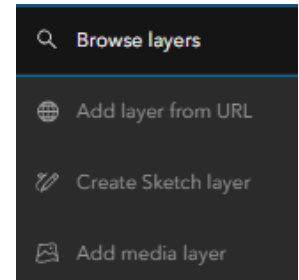 Browse layers
Add layer from URL
Create Sketch layer
Add media layer